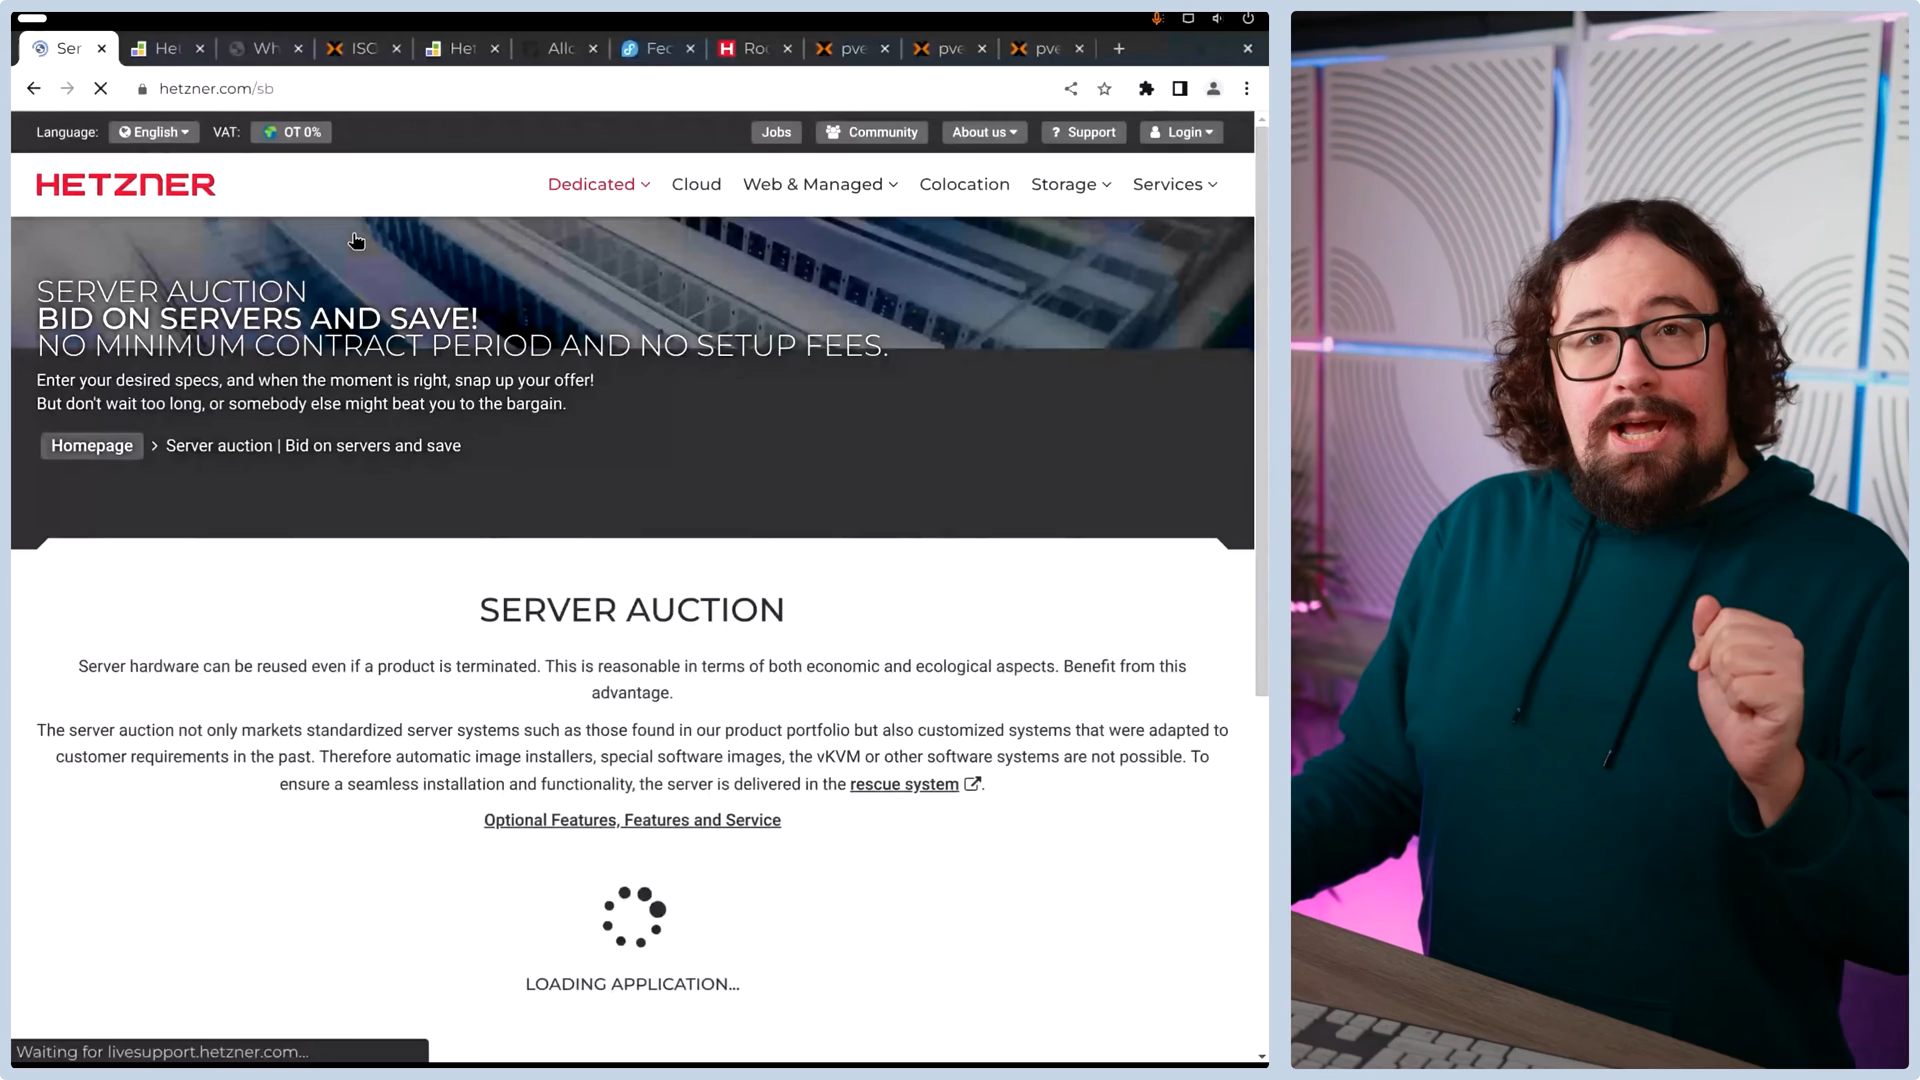 Ser
Het
Wh
ISC
Het
Allo
Fec
Roc
pve
pve
pve
hetzner.com/sb
Language:
English
VAT:
OT 0%
Jobs
Community
About us
? Support
Login
HETZNER
Dedicated
Cloud
Web & Managed
Colocation
Storage
Services
SERVER AUCTION
BID ON SERVERS AND SAVE!
NO MINIMUM CONTRACT PERIOD AND NO SETUP FEES.
Enter your desired specs, and when the moment is right, snap up your offer!
But don't wait too long, or somebody else might beat you to the bargain.
Homepage > Server auction | Bid on servers and save
SERVER AUCTION
Server hardware can be reused even if a product is terminated. This is reasonable in terms of both economic and ecological aspects. Benefit from this
advantage.
The server auction not only markets standardized server systems such as those found in our product portfolio but also customized systems that were adapted to
customer requirements in the past. Therefore automatic image installers, special software images, the vKVM or other software systems are not possible. To
ensure a seamless installation and functionality, the server is delivered in the rescue system.
Optional Features, Features and Service
LOADING APPLICATION...
Waiting for livesupport.hetzner.com...